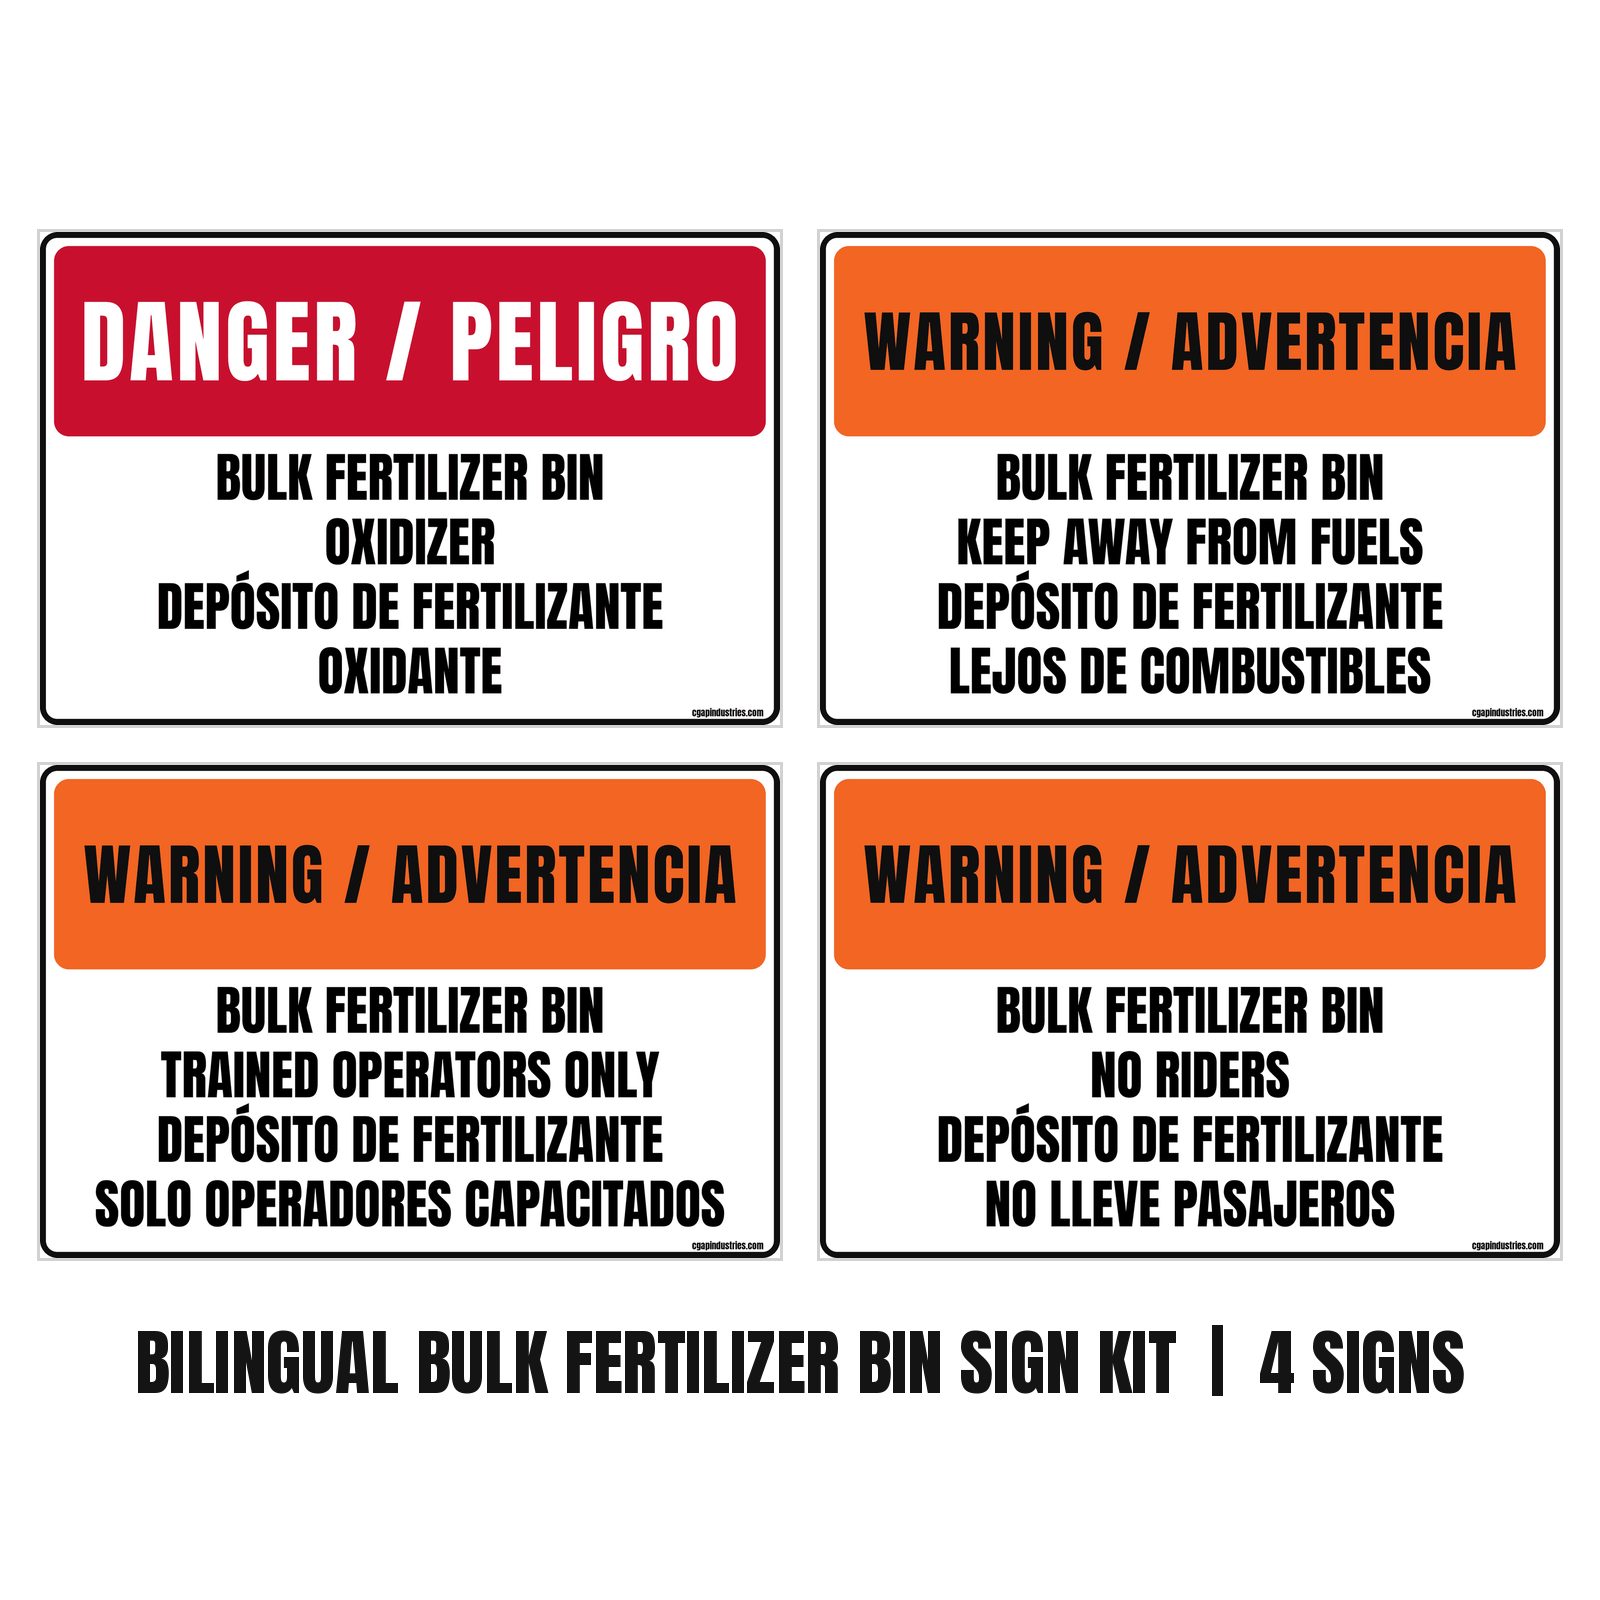 DANGER / PELIGRO
BULK FERTILIZER BIN
OXIDIZER
DEPÓSITO DE FERTILIZANTE
OXIDANTE
cgapindustries.com
WARNING / ADVERTENCIA
BULK FERTILIZER BIN
KEEP AWAY FROM FUELS
DEPÓSITO DE FERTILIZANTE
LEJOS DE COMBUSTIBLES
cgapindustries.com
WARNING / ADVERTENCIA
BULK FERTILIZER BIN
TRAINED OPERATORS ONLY
DEPÓSITO DE FERTILIZANTE
SOLO OPERADORES CAPACITADOS
cgapindustries.com
WARNING / ADVERTENCIA
BULK FERTILIZER BIN
NO RIDERS
DEPÓSITO DE FERTILIZANTE
NO LLEVE PASAJEROS
cgapindustries.com
BILINGUAL BULK FERTILIZER BIN SIGN KIT | 4 SIGNS